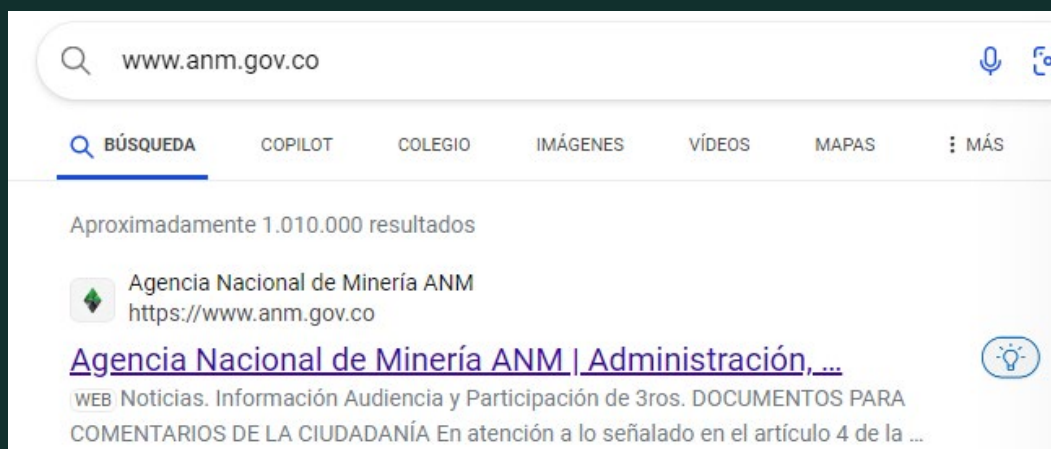 www.anm.gov.co
BÚSQUEDA COPILOT COLEGIO IMÁGENES VÍDEOS MAPAS MÁS
Aproximadamente 1.010.000 resultados
Agencia Nacional de Minería ANM
https://www.anm.gov.co
Agencia Nacional de Minería ANM | Administración, ...
WEB Noticias. Información Audiencia y Participación de 3ros. DOCUMENTOS PARA
COMENTARIOS DE LA CIUDADANÍA En atención a lo señalado en el artículo 4 de la ...